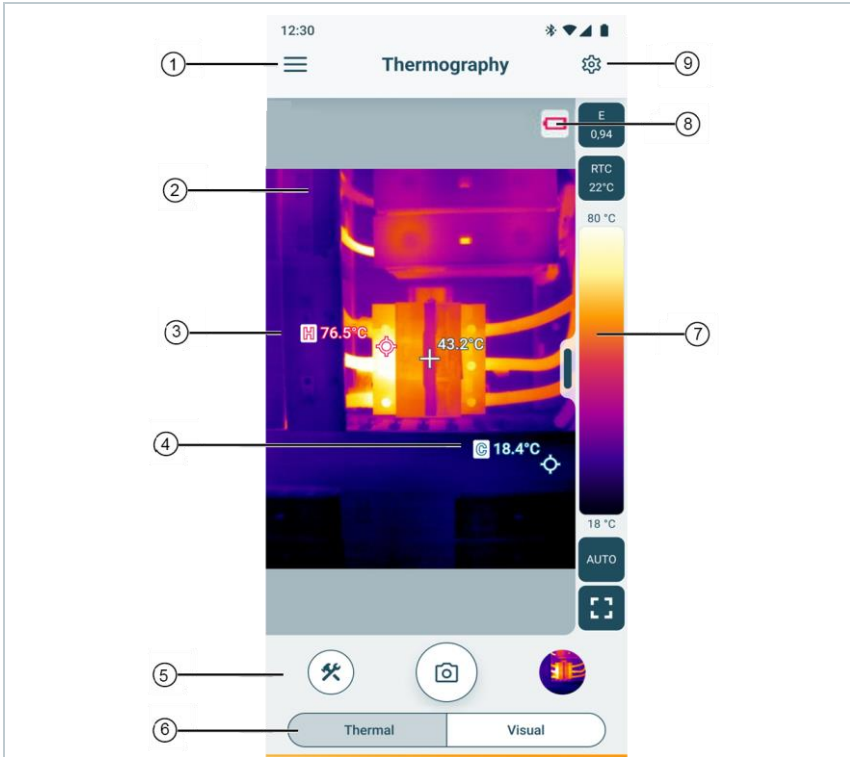 12:30
1
Thermography
9
E
0,94
8
RTC
22°C
2
80 °C
3
H 76.5°C
43.2°C
7
4
C 18.4°C
18 °C
AUTO
5
6
Thermal
Visual